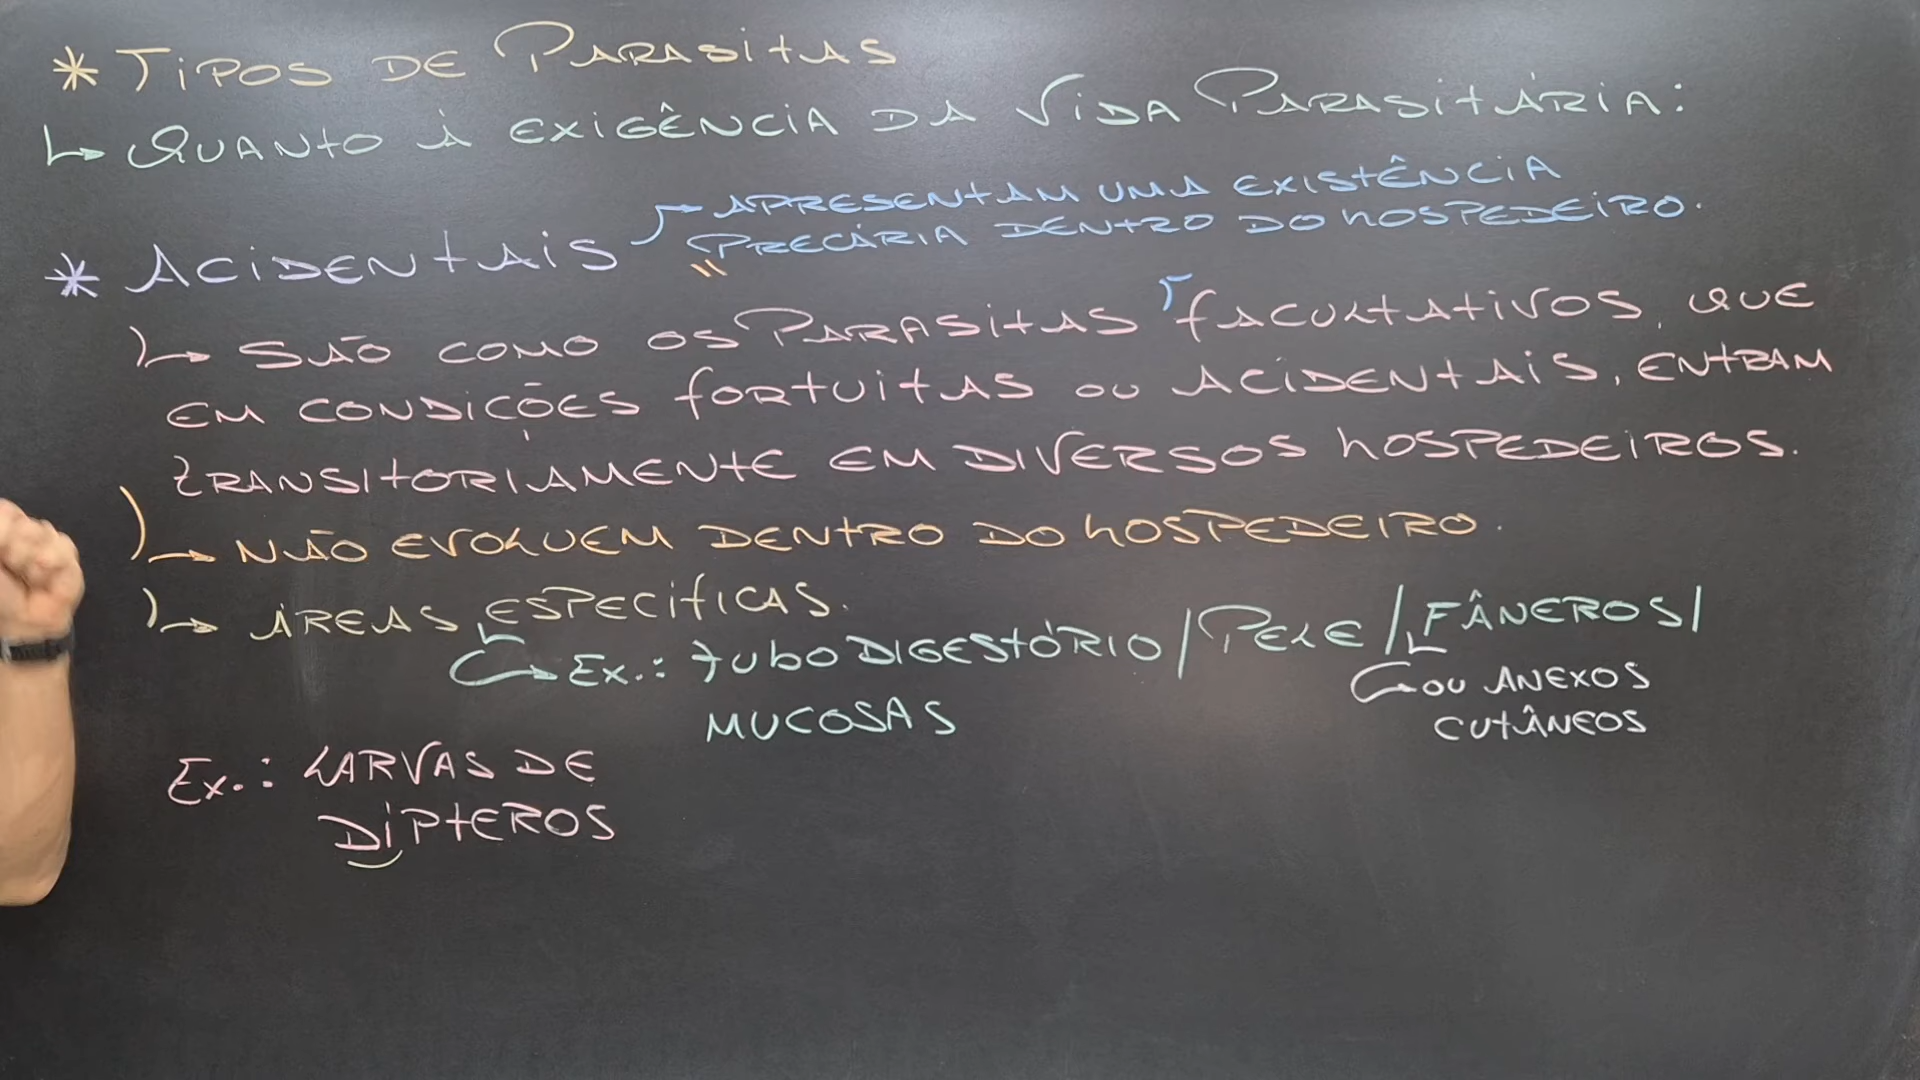 * TIPOS DE PARASITAS
↳ QUANTO À EXIGÊNCIA DA VIDA PARASITÁRIA:
* ACIDENTAIS → APRESENTAM UMA EXISTÊNCIA
PRECÁRIA DENTRO DO HOSPEDEIRO.
↳ SÃO COMO OS PARASITAS FACULTATIVOS, QUE
EM CONDIÇÕES FORTUITAS OU ACIDENTAIS, ENTRAM
TRANSITORIAMENTE EM DIVERSOS HOSPEDEIROS.
↳ NÃO EVOLUEM DENTRO DO HOSPEDEIRO.
↳ ÁREAS ESPECÍFICAS.
↳ EX.: TUBO DIGESTÓRIO / PELE / FÂNEROS /
↳ OU ANEXOS
CUTÂNEOS
MUCOSAS
EX.: LARVAS DE
DÍPTEROS